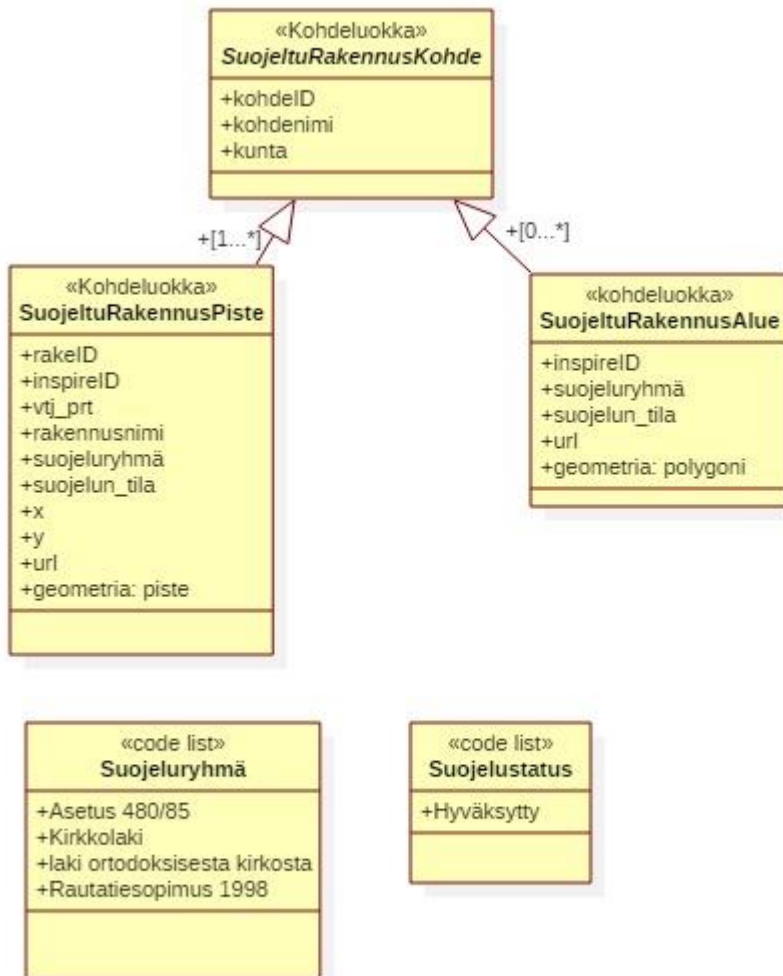 «Kohdeluokka»
SuojeltuRakennusKohde
+kohdeID
+kohdenimi
+kunta
+[1...*]
+[0...*]
«Kohdeluokka»
SuojeltuRakennusPiste
+rakeID
+inspireID
+vtj_prt
+rakennusnimi
+suojeluryhmä
+suojelun_tila
+x
+y
+url
+geometria: piste
«kohdeluokka»
SuojeltuRakennusAlue
+inspireID
+suojeluryhmä
+suojelun_tila
+url
+geometria: polygoni
«code list»
Suojeluryhmä
+Asetus 480/85
+Kirkkolaki
+laki ortodoksisesta kirkosta
+Rautatiesopimus 1998
«code list»
Suojelustatus
+Hyväksytty